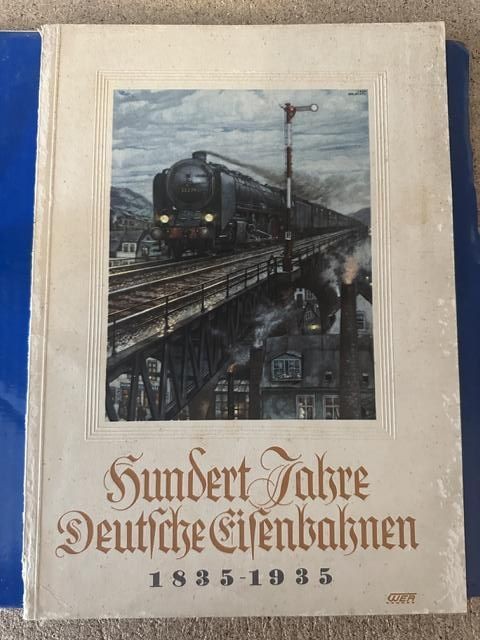 Hundert Jahre
Deutsche Eisenbahnen
1835-1935